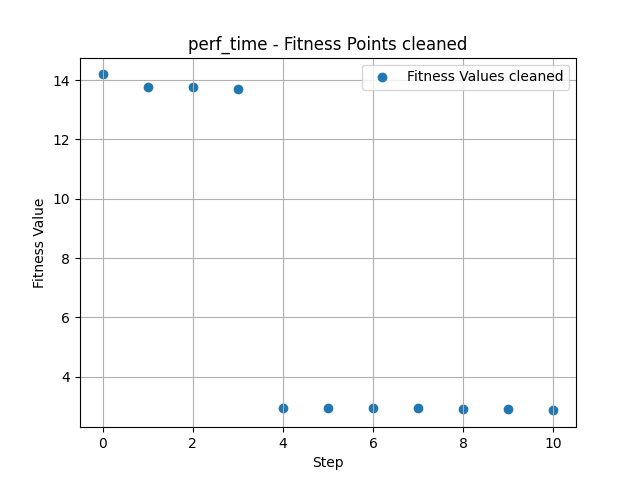 perf_time - Fitness Points cleaned
Fitness Values cleaned
Fitness Value
14
12
10
8
6
4
0 2 4 6 8 10
Step